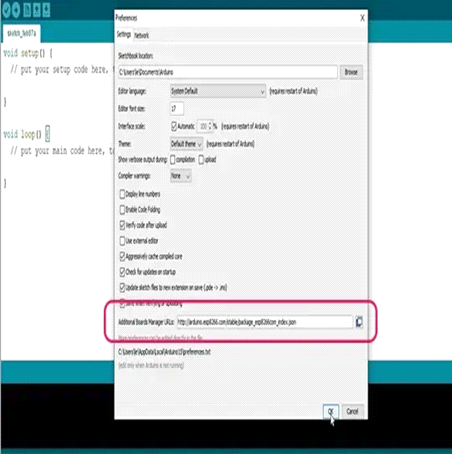 Preferences
X
sketch_feb07a
Settings Network
void setup() {
// put your setup code here,
Sketchbook location:
C:\Users\le\Documents\Arduino Browse
Editor language: System Default (requires restart of Arduino)
}
Editor font size: 17
Interface scale: Automatic 100 % (requires restart of Arduino)
void loop() {
Theme: Default theme (requires restart of Arduino)
// put your main code here, to
Show verbose output during: compilation upload
Compiler warnings: None
}
Display line numbers
Enable Code Folding
Verify code after upload
Use external editor
Aggressively cache compiled core
Check for updates on startup
Update sketch files to new extension on save (.pde -> .ino)
Save when verifying or uploading
Additional Boards Manager URLs: http://arduino.esp8266.com/stable/package_esp8266com_index.json
More preferences can be edited directly in the file
C:\Users\le\AppData\Local\Arduino15\preferences.txt
(edit only when Arduino is not running)
OK Cancel